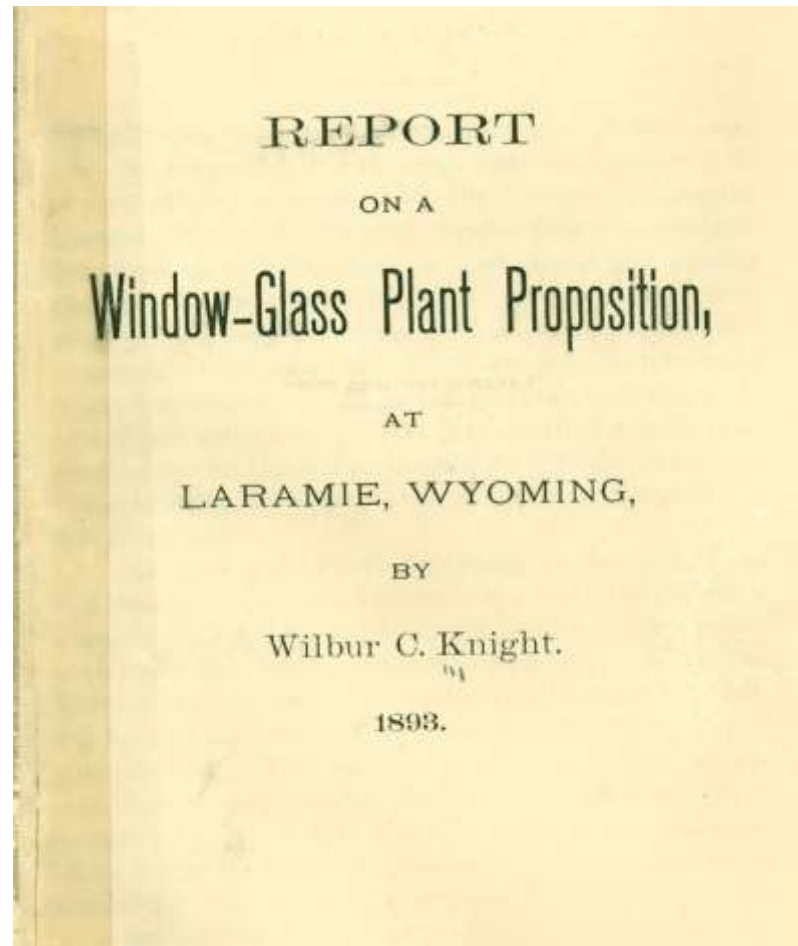 REPORT
ON A
Window-Glass Plant Proposition,
AT
LARAMIE, WYOMING,
BY
Wilbur C. Knight.
1893.